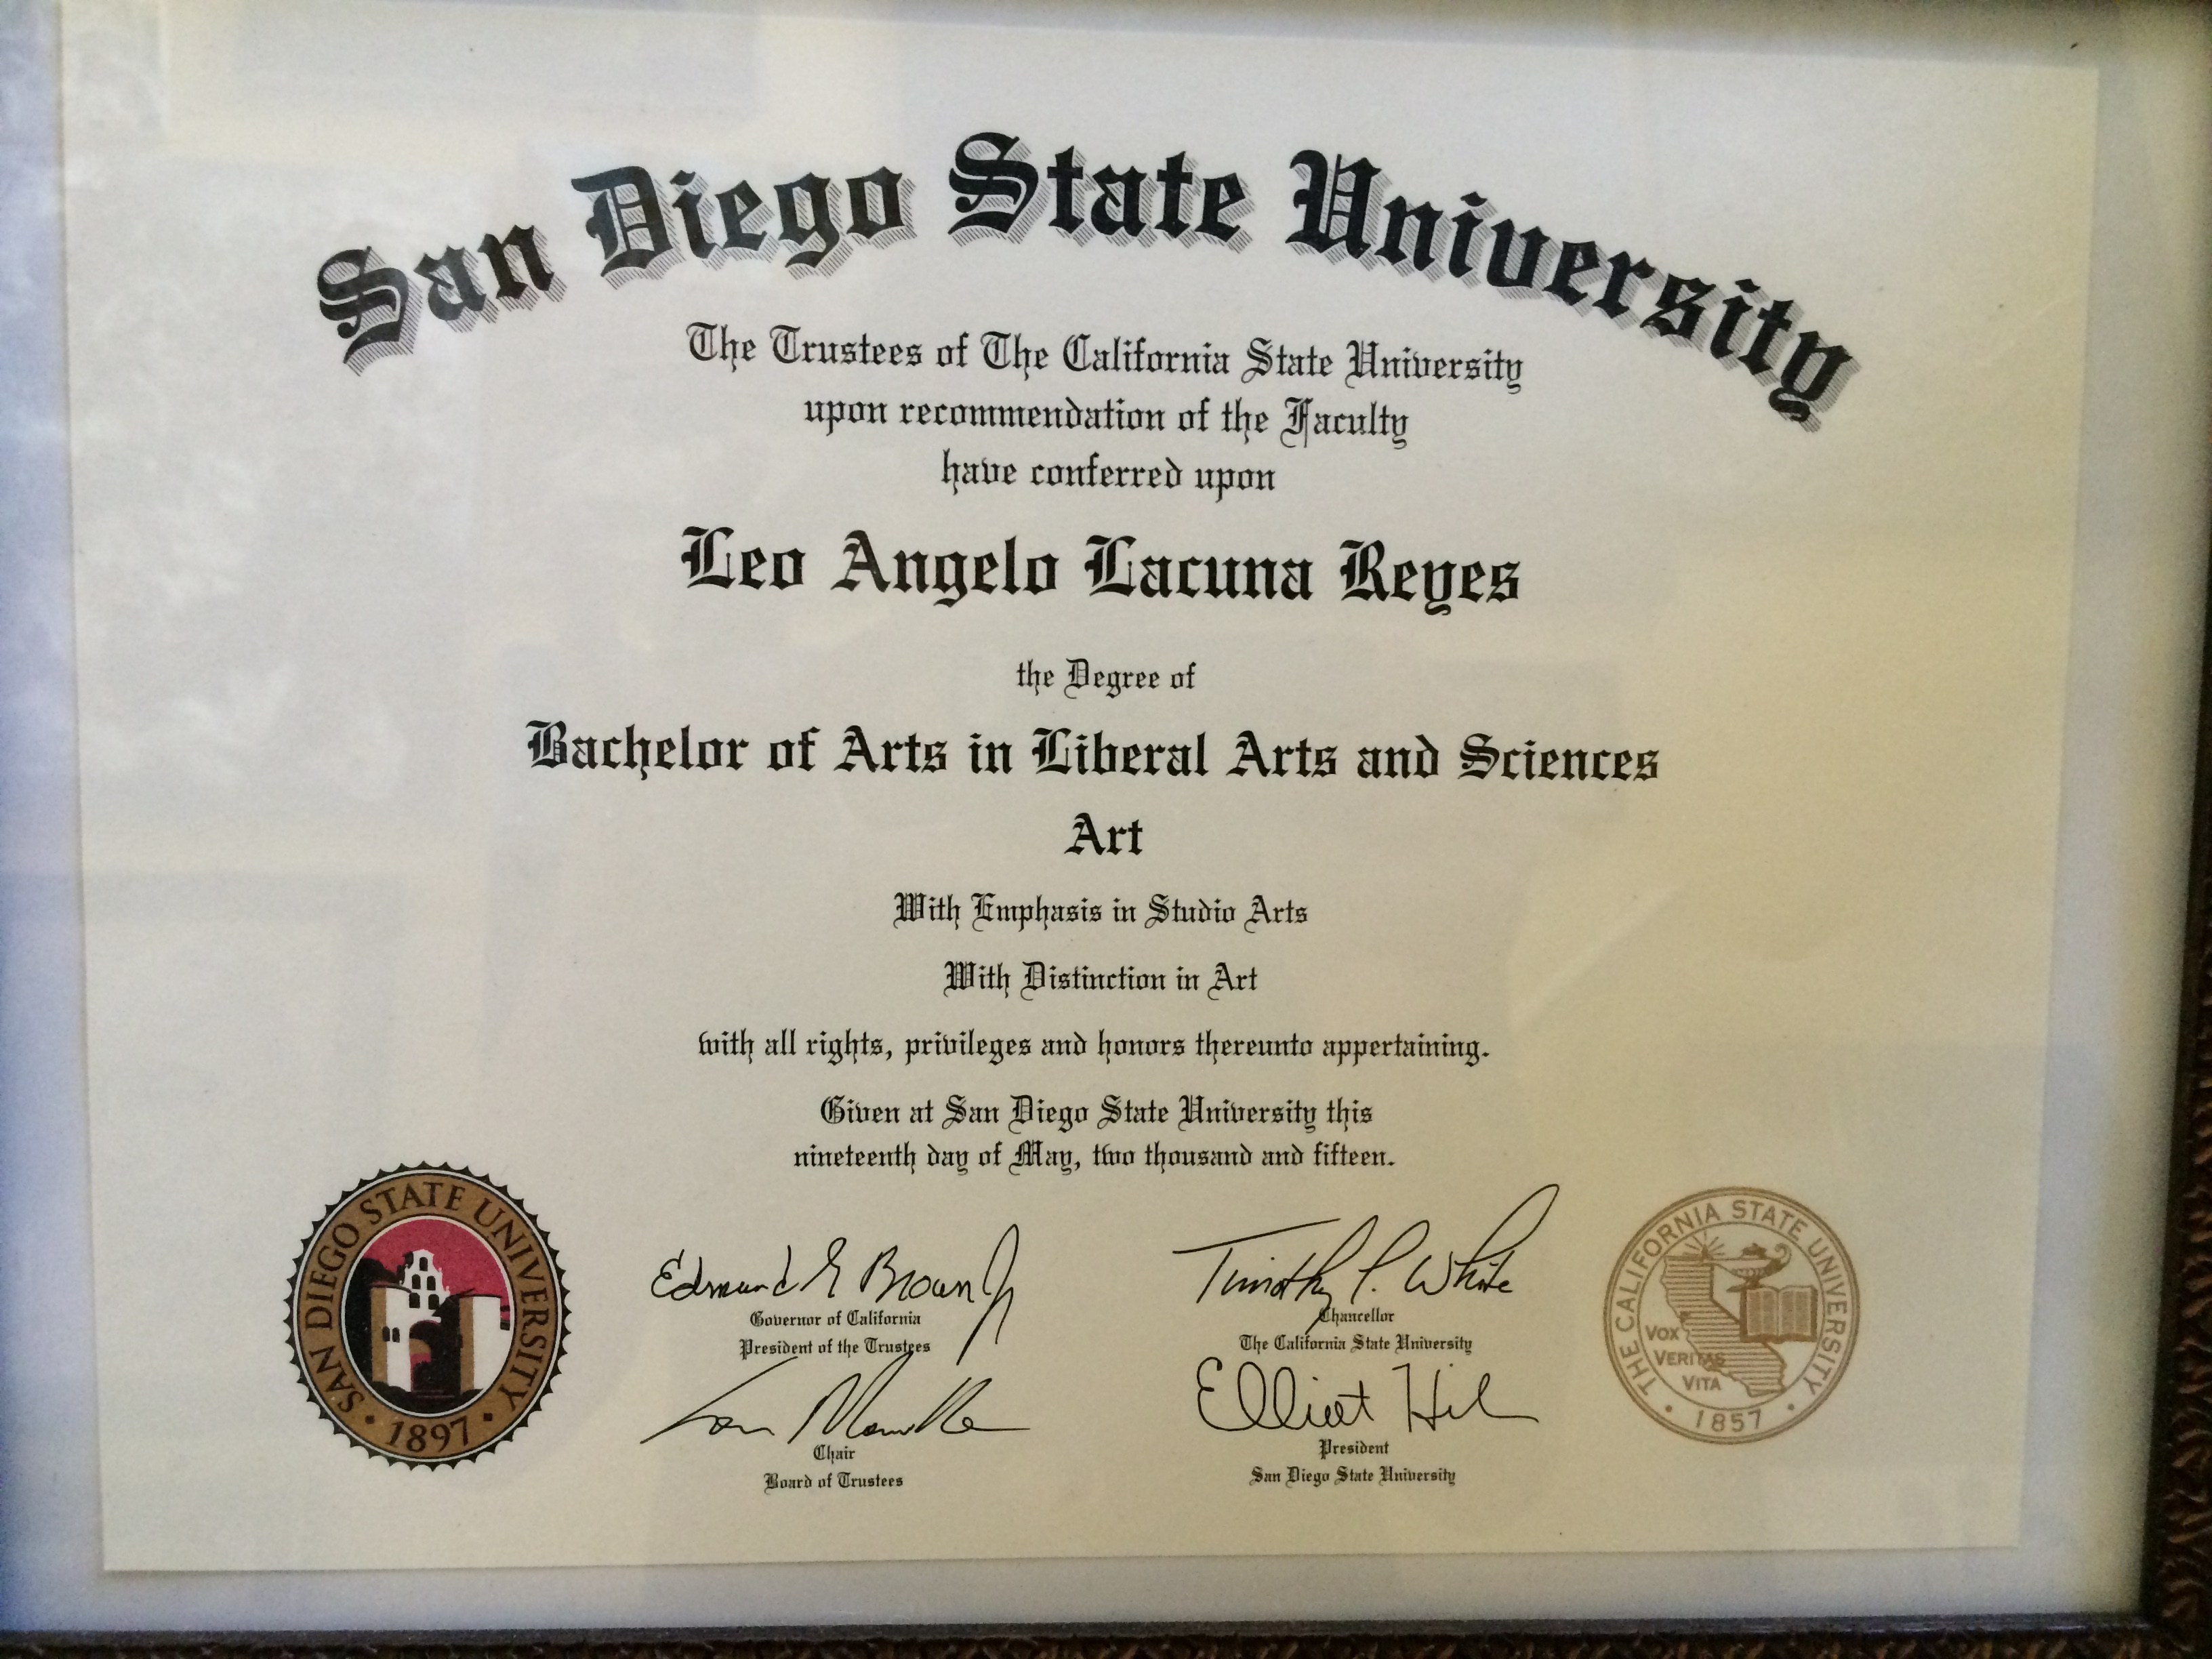 San Diego State University
The Trustees of The California State University
upon recommendation of the Faculty
have conferred upon
Leo Angelo Lacuna Reyes
the Degree of
Bachelor of Arts in Liberal Arts and Sciences
Art
With Emphasis in Studio Arts
With Distinction in Art
with all rights, privileges and honors thereunto appertaining.
Given at San Diego State University this
nineteenth day of May, two thousand and fifteen.
SAN DIEGO STATE UNIVERSITY
· 1897 ·
Edmund G Brown Jr
Governor of California
President of the Trustees
Timothy P. White
Chancellor
The California State University
Chair
Board of Trustees
Elliot
President
San Diego State University
THE CALIFORNIA STATE UNIVERSITY
VOX
VERITAS
VITA
· 1857 ·